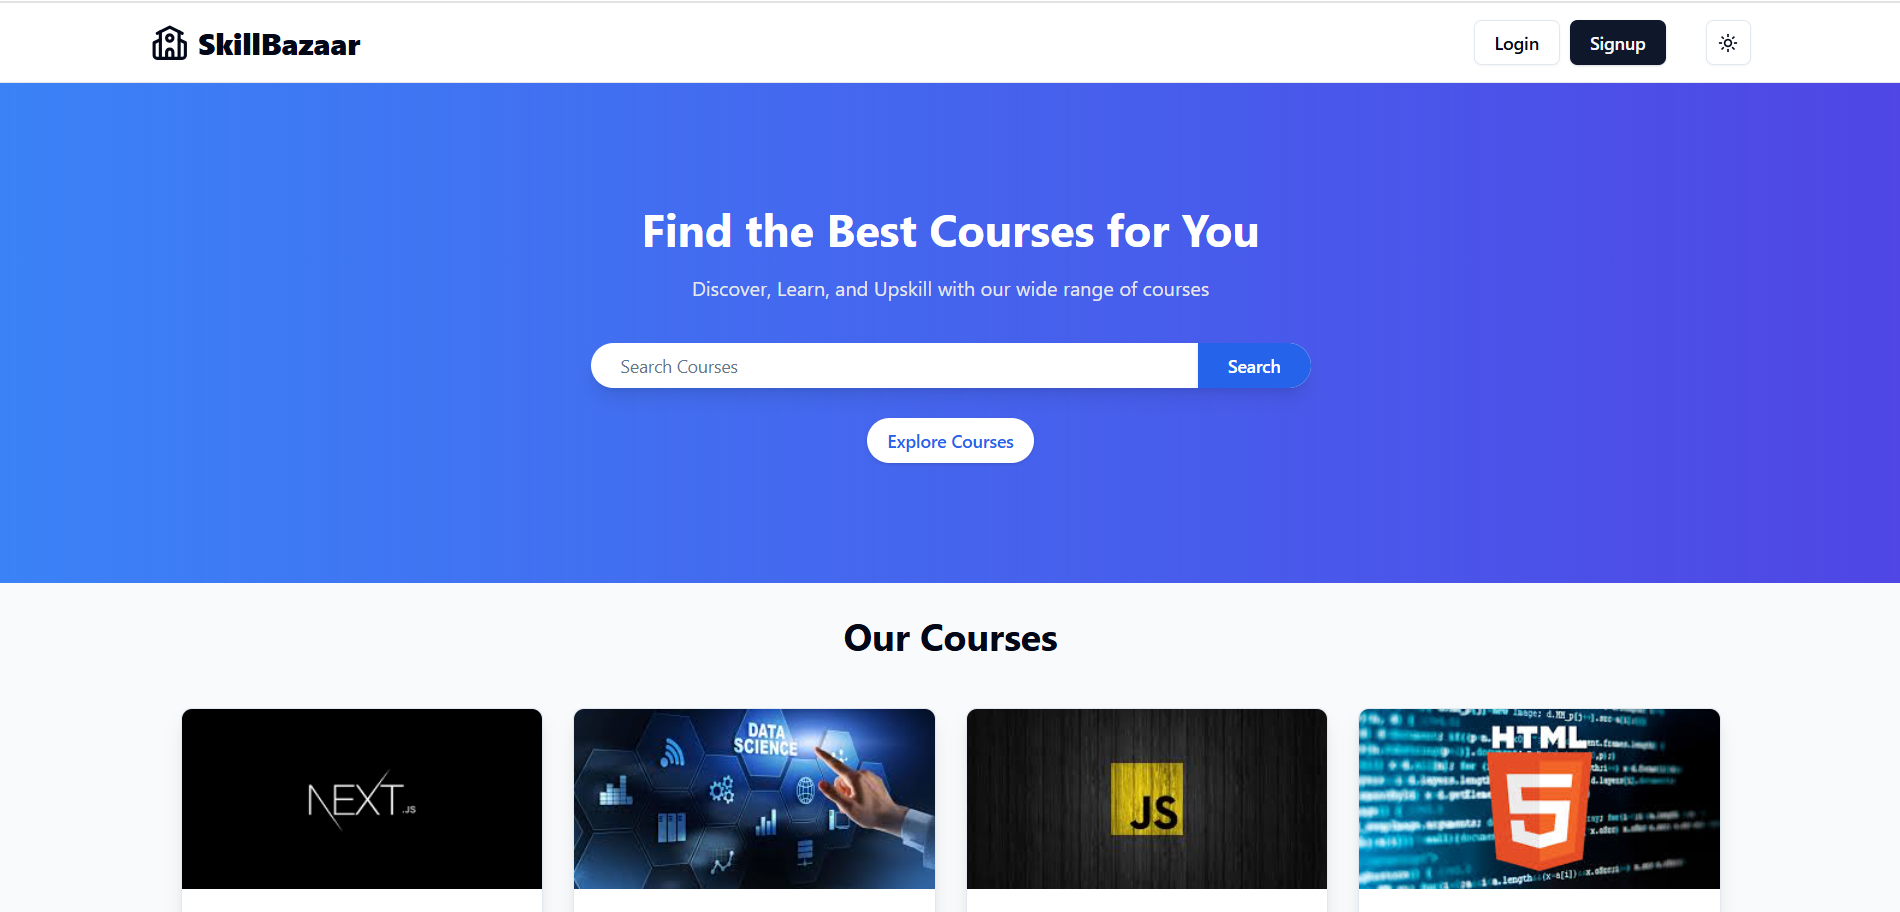 SkillBazaar
Login
Signup
Find the Best Courses for You
Discover, Learn, and Upskill with our wide range of courses
Search Courses
Search
Explore Courses
Our Courses
NEXT.JS
DATA
SCIENCE
JS
HTML
5